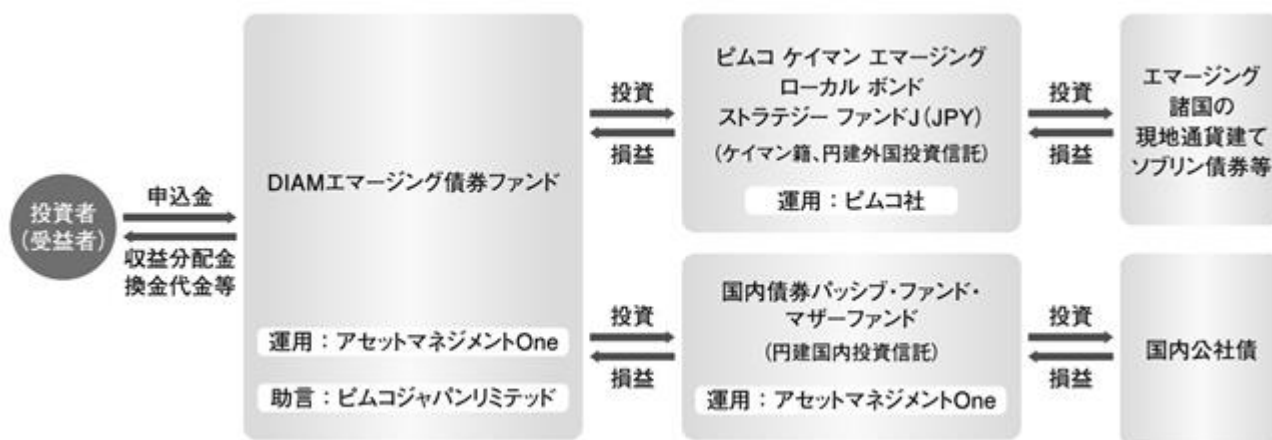 投資者
(受益者)
申込金
収益分配金
換金代金等
DIAMエマージング債券ファンド
運用：アセットマネジメントOne
助言：ピムコジャパンリミテッド
投資
損益
ピムコ ケイマン エマージング
ローカル ボンド
ストラテジー ファンドJ(JPY)
(ケイマン籍、円建外国投資信託)
運用：ピムコ社
投資
損益
エマージング
諸国の
現地通貨建て
ソブリン債券等
投資
損益
国内債券パッシブ・ファンド・
マザーファンド
(円建国内投資信託)
運用：アセットマネジメントOne
投資
損益
国内公社債